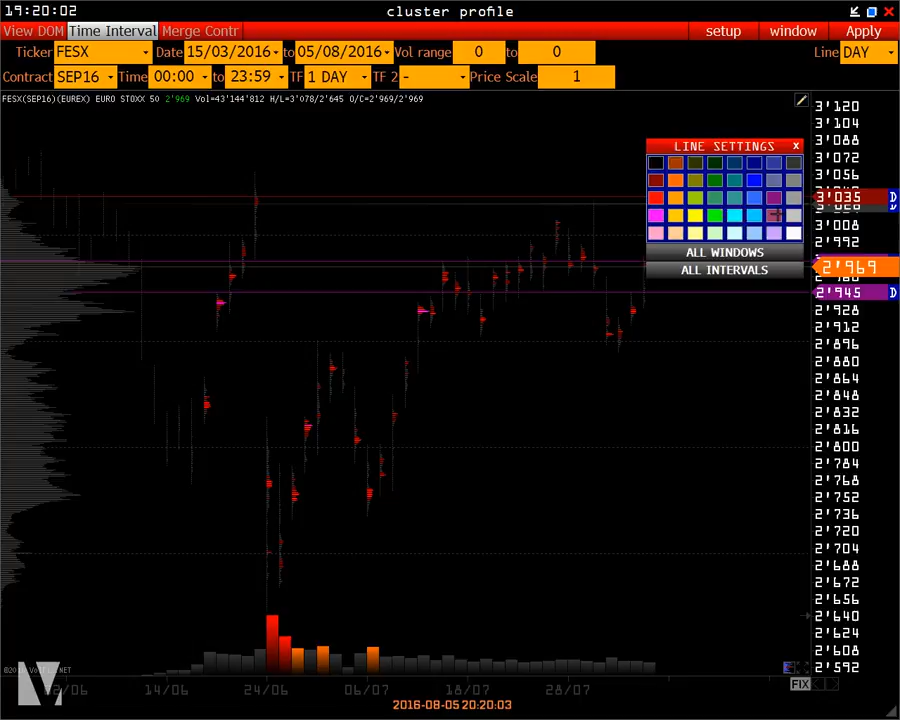 19:20:02 cluster profile
View DOM Time Interval Merge Contr setup window Apply
Ticker FESX Date 15/03/2016 to 05/08/2016 Vol range 0 to 0 Line DAY
Contract SEP16 Time 00:00 to 23:59 TF 1 DAY TF 2 - Price Scale 1
FESX(SEP16)(EUREX) EURO STOXX 50 2'969 Vol=43'144'812 H/L=3'078/2'645 O/C=2'969/2'969
3'120
3'104
3'088
LINE SETTINGS x
3'072
3'056
3'035 D
D
3'008
2'992
ALL WINDOWS
2'969
ALL INTERVALS
2'945 D
2'928
2'912
2'896
2'880
2'864
2'848
2'832
2'816
2'800
2'784
2'768
2'752
2'736
2'720
2'704
2'688
2'672
2'656
2'640
2'624
2'608
2'592
FIX
14/06 24/06 06/07 18/07 28/07
2016-08-05 20:20:03